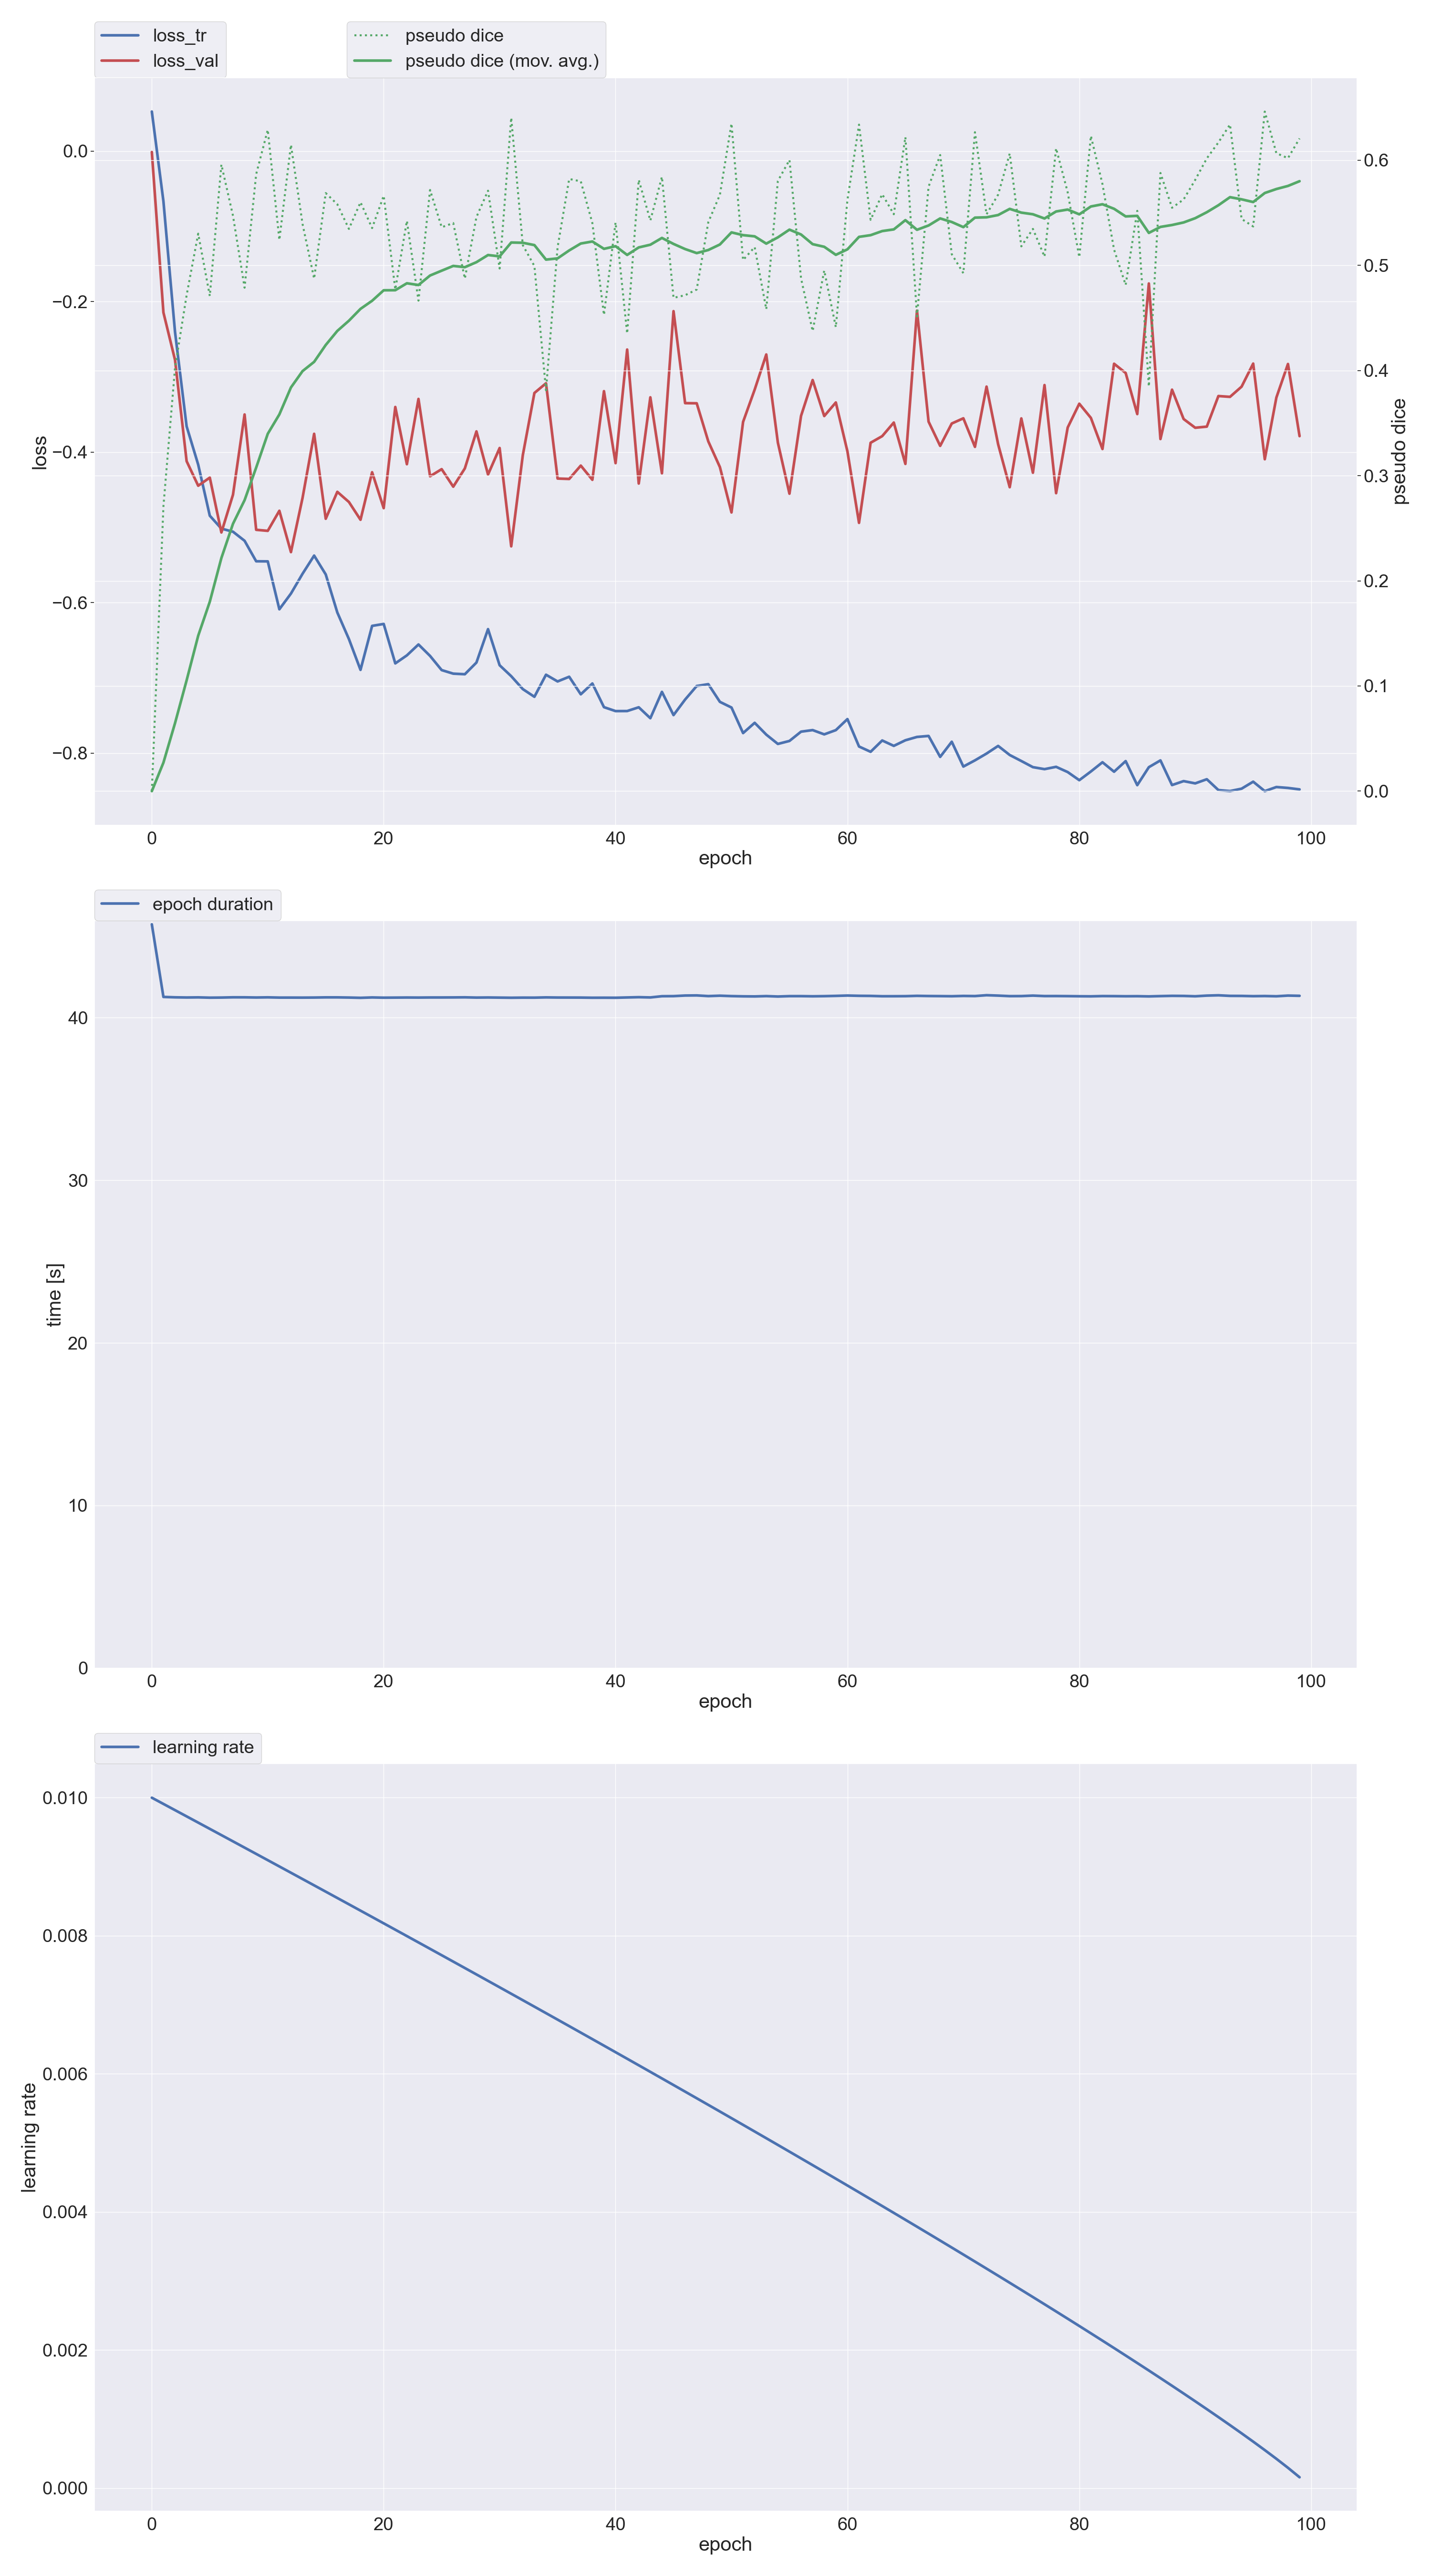 loss_tr
loss_val
pseudo dice
pseudo dice (mov. avg.)
0.0
−0.2
−0.4
−0.6
−0.8
loss
0.6
0.5
0.4
0.3
0.2
0.1
0.0
pseudo dice
0 20 40 60 80 100
epoch
epoch duration
40
30
20
10
0
time [s]
0 20 40 60 80 100
epoch
learning rate
0.010
0.008
0.006
0.004
0.002
0.000
learning rate
0 20 40 60 80 100
epoch